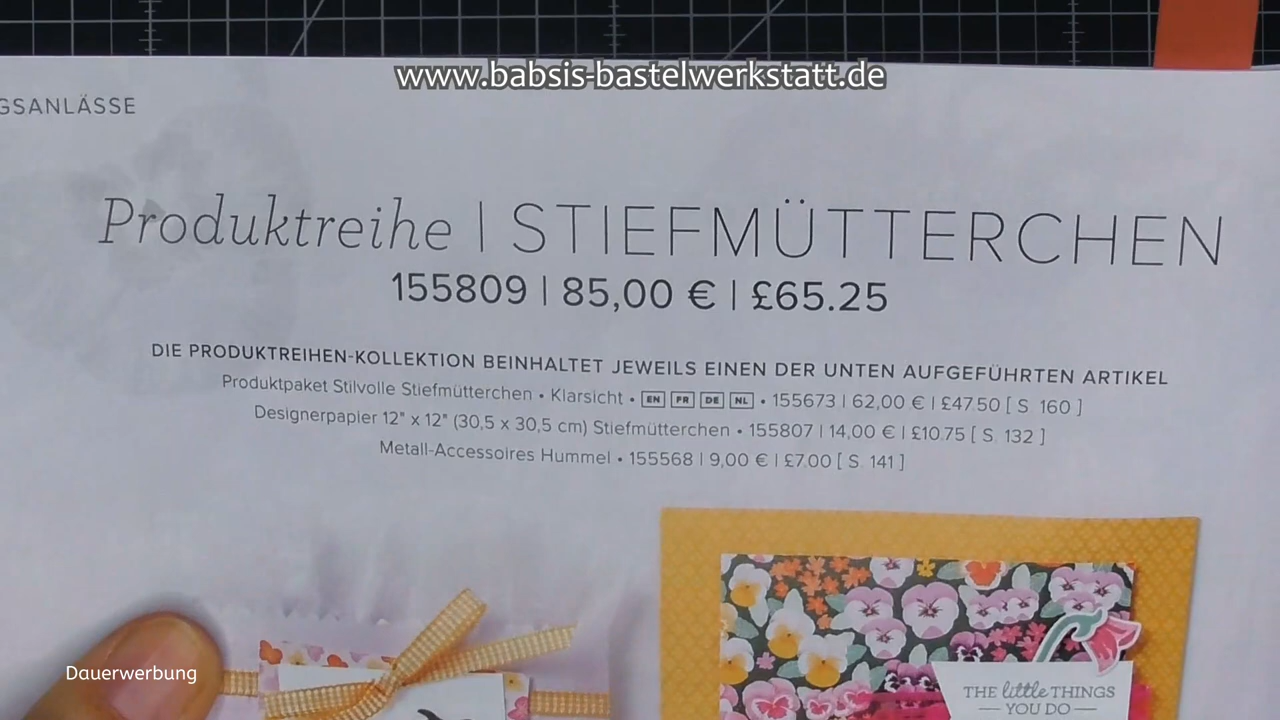 www.babsis-bastelwerkstatt.de
GSANLÄSSE
Produktreihe | STIEFMÜTTERCHEN
155809 | 85,00 € | £65.25
DIE PRODUKTREIHEN-KOLLEKTION BEINHALTET JEWEILS EINEN DER UNTEN AUFGEFÜHRTEN ARTIKEL
Produktpaket Stilvolle Stiefmütterchen • Klarsicht • EN FR DE NL • 155673 | 62,00 € | £47.50 [ S. 160 ]
Designerpapier 12" x 12" (30,5 x 30,5 cm) Stiefmütterchen • 155807 | 14,00 € | £10.75 [ S. 132 ]
Metall-Accessoires Hummel • 155568 | 9,00 € | £7.00 [ S. 141 ]
THE little THINGS
— YOU DO —
Dauerwerbung